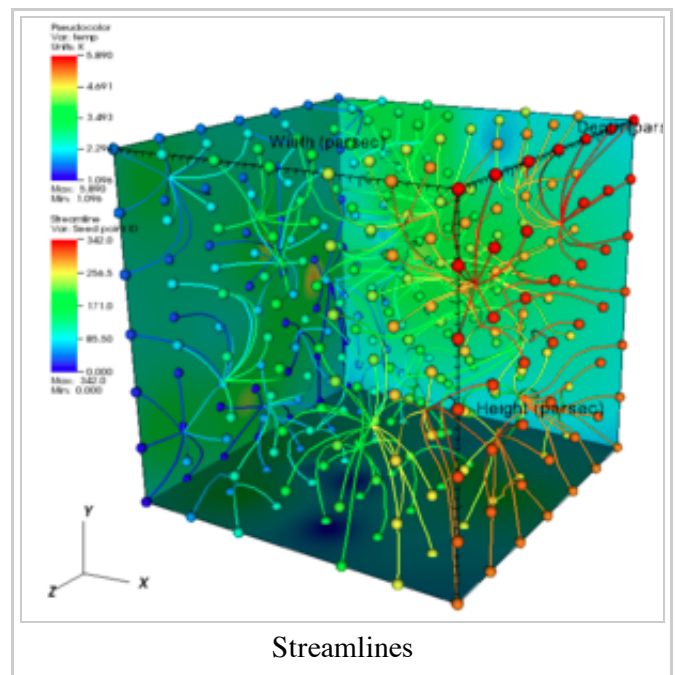 Pseudocolor
Var: temp
Units: K
5.890
4.691
3.493
2.294
1.096
Max: 5.890
Min: 1.096
Streamline
Var: Seed point ID
342.0
256.5
171.0
85.50
0.000
Max: 342.0
Min: 0.000
Width (parsec)
Height (parsec)
Y
X
Z
Streamlines